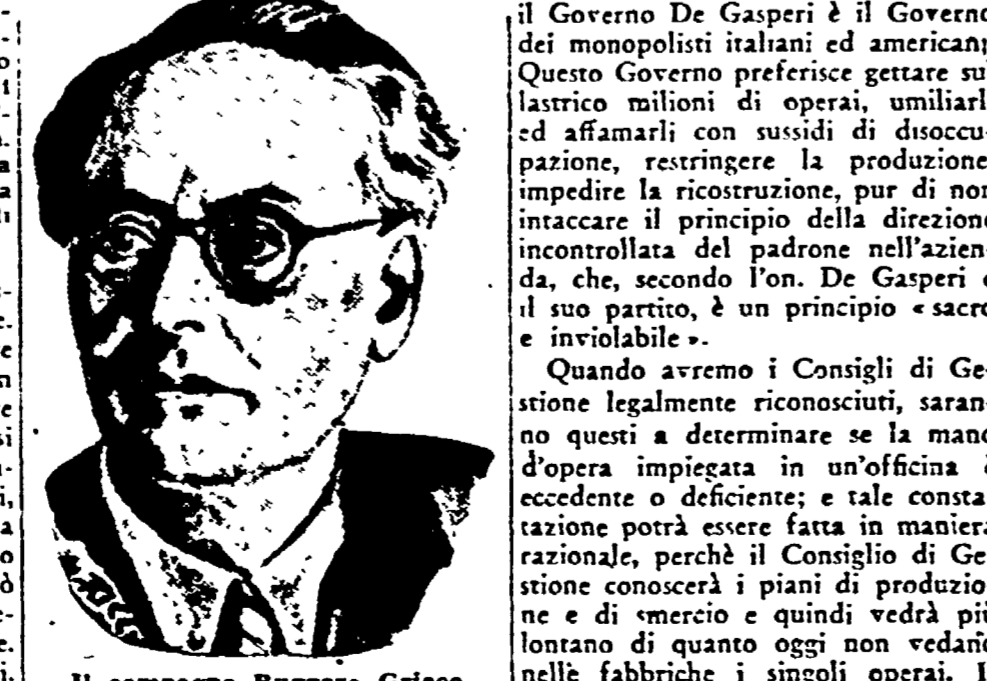 Il compagno Ruggero Grieco
il Governo De Gasperi è il Governo
dei monopolisti italiani ed americani
Questo Governo preferisce gettare sul
lastrico milioni di operai, umiliarl
ed affamarli con sussidi di disoccu-
pazione, restringere la produzione
impedire la ricostruzione, pur di non
intaccare il principio della direzione
incontrollata del padrone nell'azien-
da, che, secondo l'on. De Gasperi e
il suo partito, è un principio « sacro
e inviolabile ».
Quando avremo i Consigli di Ge-
stione legalmente riconosciuti, saran-
no questi a determinare se la mano
d'opera impiegata in un'officina è
eccedente o deficiente; e tale consta-
tazione potrà essere fatta in maniera
razionale, perchè il Consiglio di Ge-
stione conoscerà i piani di produzio-
ne e di smercio e quindi vedrà più
lontano di quanto oggi non vedano
nelle fabbriche i singoli operai. I